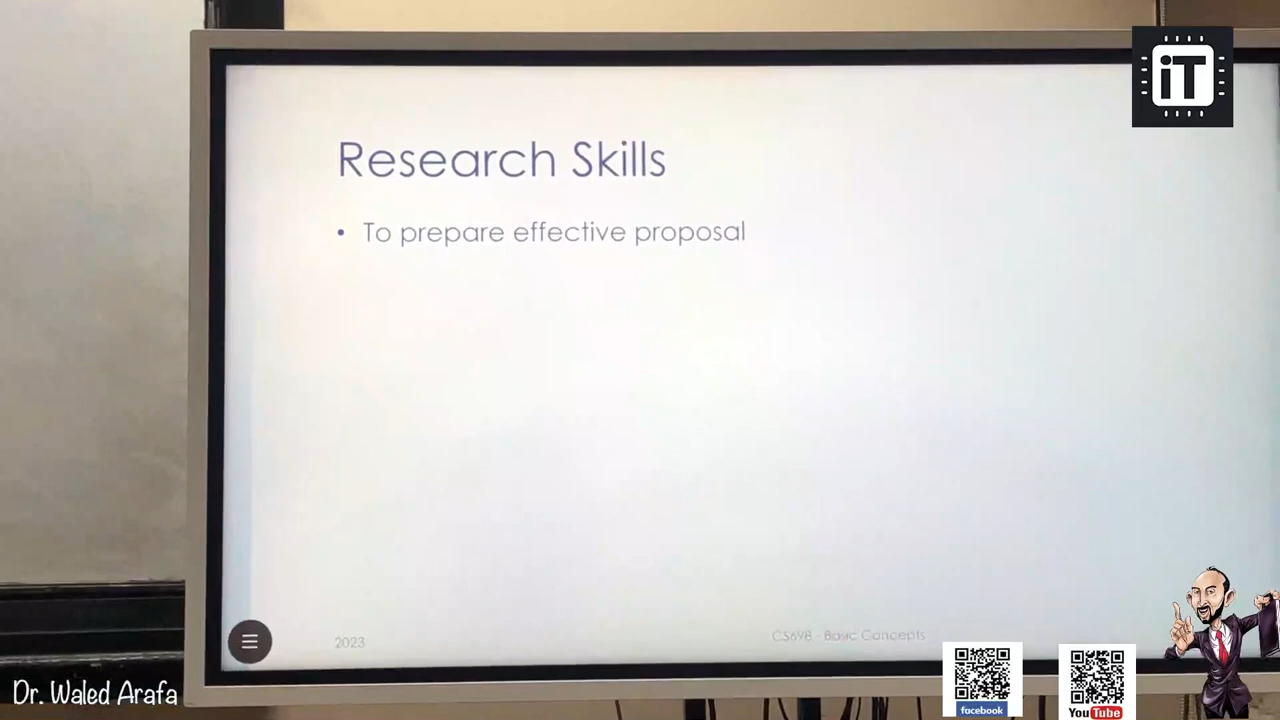 iT
Research Skills
• To prepare effective proposal
2023
CS698 - Basic Concepts
Dr. Waled Arafa
facebook
YouTube